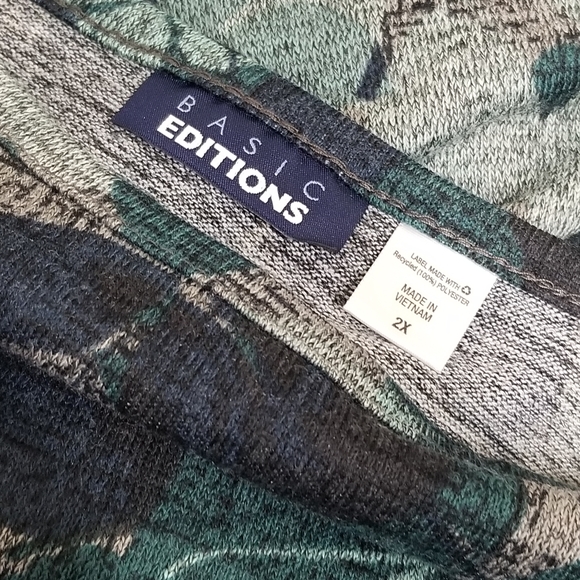 BASIC
EDITIONS
LABEL MADE WITH
Recycled (100%) POLYESTER
MADE IN
VIETNAM
2X